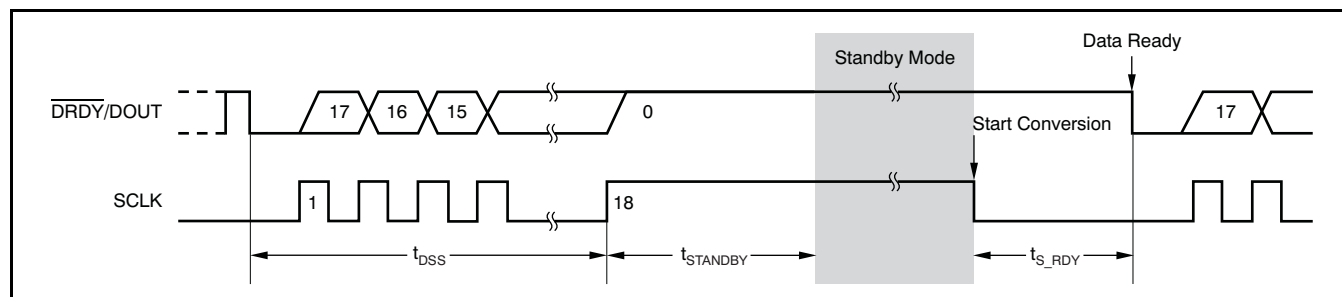 Data Ready
Standby Mode
DRDY/DOUT
17
16
15
0
17
Start Conversion
SCLK
1
18
tDSS
tSTANDBY
tS_RDY